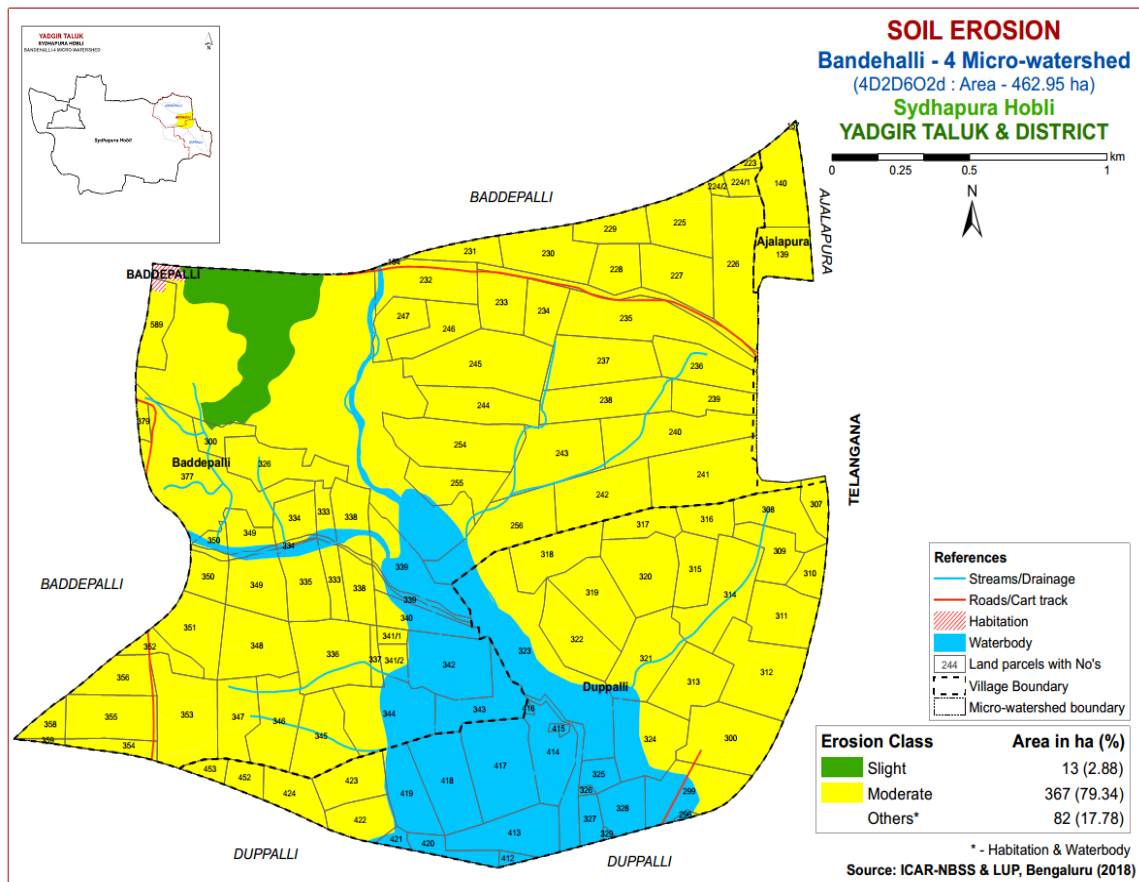 YADGIR TALUK
SYDHAPURA HOBLI
BANDEHALLI-4 MICRO-WATERSHED
N
Sydhapura Hobli
SOIL EROSION
Bandehalli - 4 Micro-watershed
(4D2D6O2d : Area - 462.95 ha)
Sydhapura Hobli
YADGIR TALUK & DISTRICT
km
0 0.25 0.5 1
N
BADDEPALLI
AJALAPURA
223
224/2 224/1 140
225
229
231 230 226 Ajalapura
139
228 227
BADDEPALLI
232
233 234 235
589 247 246
245 237 236
244 238 239
379
300 254 243 240
Baddepalli 326
377 255 241
TELANGANA
242
333 338 334 256 317 316 308 307
350 349 334 318 309
339 320 315 310
350 349 335 333 338 319 314
339 311
351 340
341/1 322 323
352 348 336 337 341/2 342 321 312
BADDEPALLI
356 Duppalli 313
358 355 353 347 346 344 343 416
359 354 345 415 324 300
414
453 452 423 417 325
424 419 418 326 299
328
422 327
413 329 296
421 420
412
DUPPALLI
DUPPALLI
References
Streams/Drainage
Roads/Cart track
Habitation
Waterbody
244 Land parcels with No's
Village Boundary
Micro-watershed boundary
Erosion Class Area in ha (%)
Slight 13 (2.88)
Moderate 367 (79.34)
Others* 82 (17.78)
* - Habitation & Waterbody
Source: ICAR-NBSS & LUP, Bengaluru (2018)